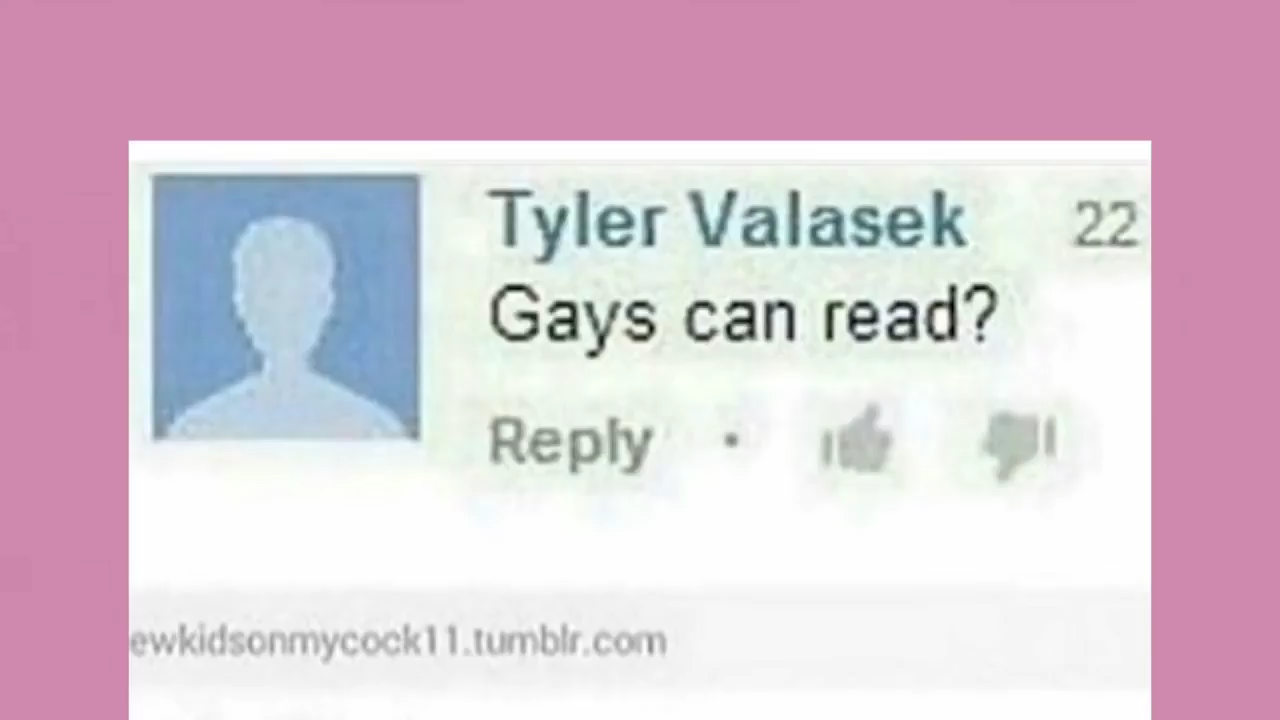 Tyler Valasek 22
Gays can read?
Reply •
ewkidsonmycock11.tumblr.com